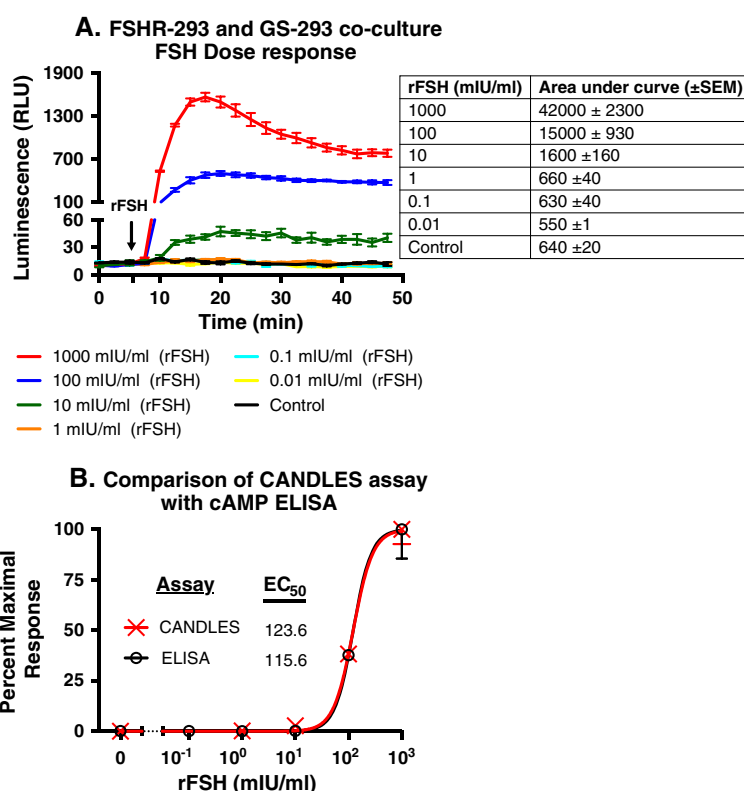 A. FSHR-293 and GS-293 co-culture
FSH Dose response
Luminescence (RLU)
1900
1300
700
100
60
30
0
rFSH
0 10 20 30 40 50
Time (min)
rFSH (mIU/ml) Area under curve (±SEM)
1000 42000 ± 2300
100 15000 ± 930
10 1600 ±160
1 660 ±40
0.1 630 ±40
0.01 550 ±1
Control 640 ±20
1000 mIU/ml (rFSH)
100 mIU/ml (rFSH)
10 mIU/ml (rFSH)
1 mIU/ml (rFSH)
0.1 mIU/ml (rFSH)
0.01 mIU/ml (rFSH)
Control
B. Comparison of CANDLES assay
with cAMP ELISA
Percent Maximal
Response
100
75
50
25
0
Assay EC50
CANDLES 123.6
ELISA 115.6
0 10-1 100 101 102 103
rFSH (mIU/ml)